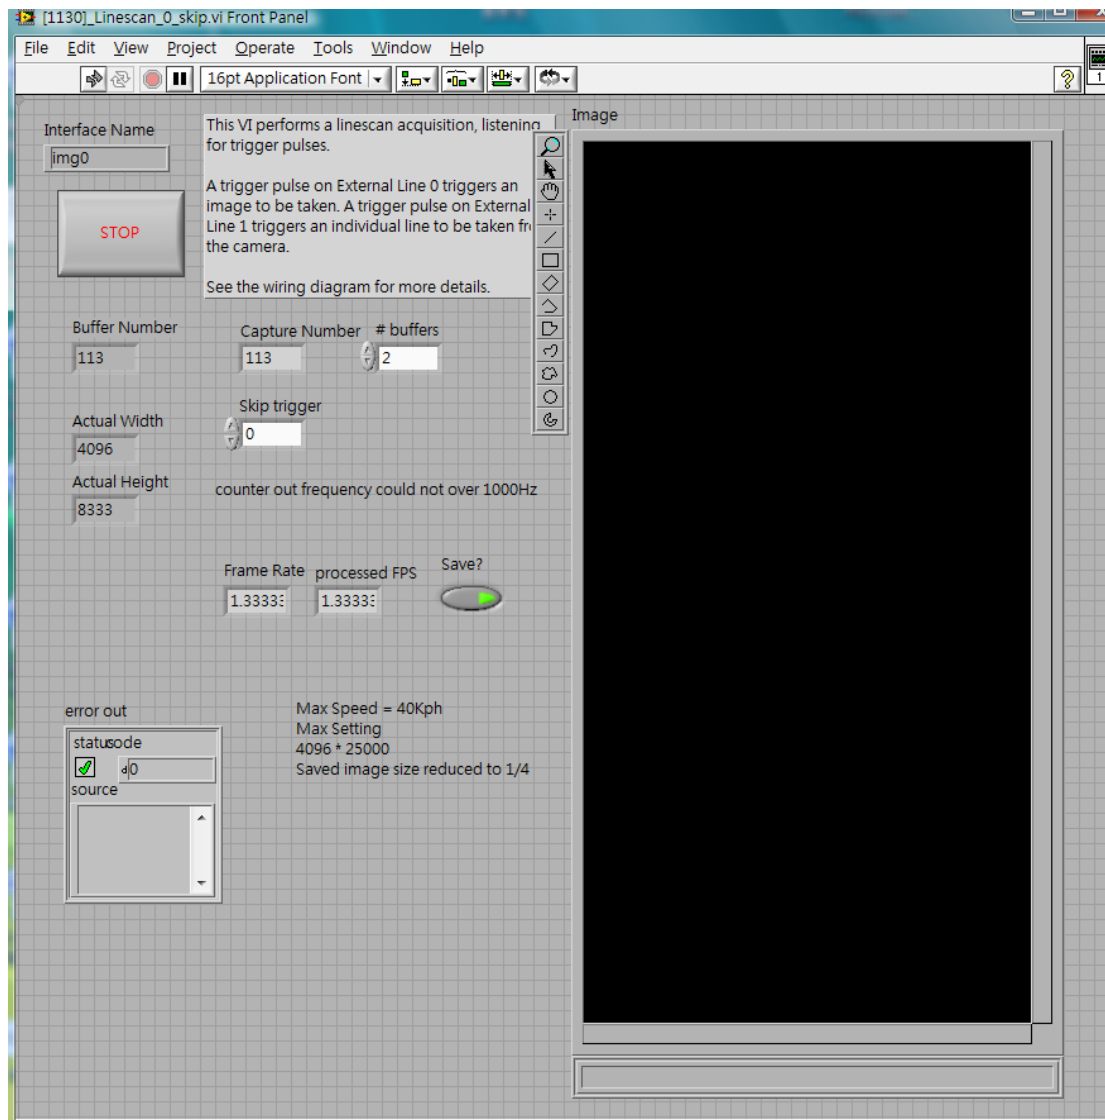 [1130]_Linescan_0_skip.vi Front Panel
File Edit View Project Operate Tools Window Help
16pt Application Font
Interface Name
img0
This VI performs a linescan acquisition, listening
for trigger pulses.
A trigger pulse on External Line 0 triggers an
image to be taken. A trigger pulse on External
Line 1 triggers an individual line to be taken
the camera.
See the wiring diagram for more details.
Image
STOP
Buffer Number
113
Capture Number
113
# buffers
2
Skip trigger
0
Actual Width
4096
Actual Height
8333
counter out frequency could not over 1000Hz
Frame Rate
1.33333
processed FPS
1.33333
Save?
error out
status
code
d0
source
Max Speed = 40Kph
Max Setting
4096 * 25000
Saved image size reduced to 1/4
?
1